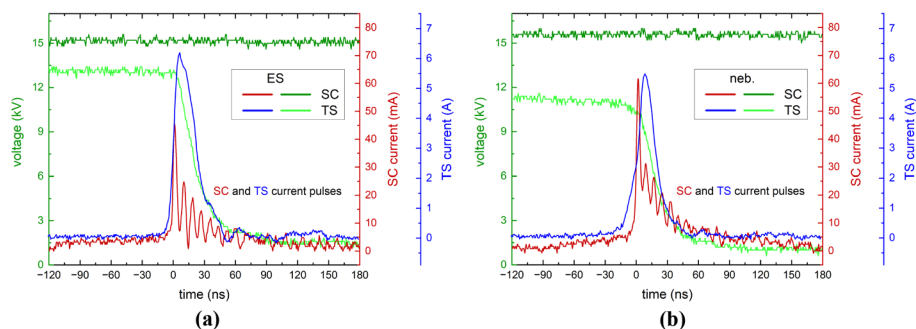 ES
SC
TS
SC and TS current pulses
voltage (kV)
15
12
9
6
3
0
−120 −90 −60 −30 0 30 60 90 120 150 180
time (ns)
SC current (mA)
80
70
60
50
40
30
20
10
0
TS current (A)
7
6
5
4
3
2
1
0
(a)
neb.
SC
TS
SC and TS current pulses
voltage (kV)
15
12
9
6
3
0
−120 −90 −60 −30 0 30 60 90 120 150 180
time (ns)
SC current (mA)
80
70
60
50
40
30
20
10
0
TS current (A)
7
6
5
4
3
2
1
0
(b)